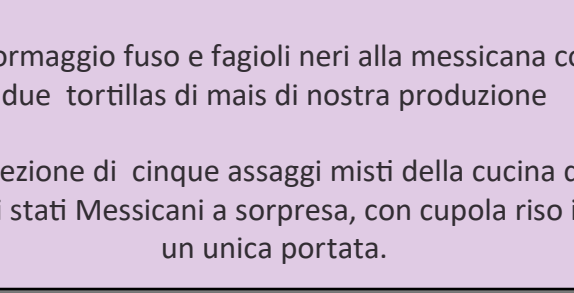 ormaggio fuso e fagioli neri alla messicana co
due tortillas di mais di nostra produzione
ezione di cinque assaggi misti della cucina d
i stati Messicani a sorpresa, con cupola riso i
un unica portata.